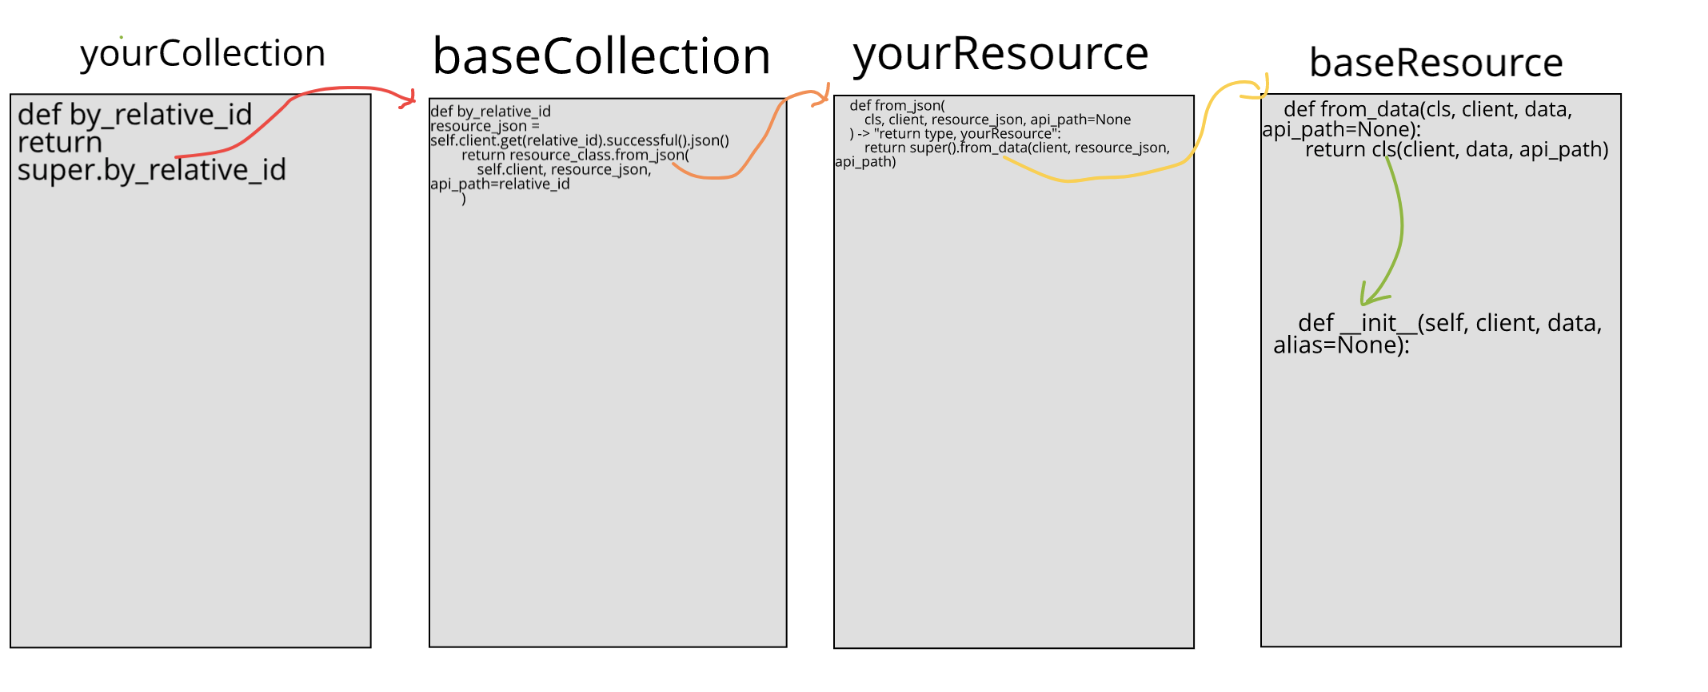 yourCollection
def by_relative_id
return
super.by_relative_id
baseCollection
def by_relative_id
resource_json =
self.client.get(relative_id).successful().json()
return resource_class.from_json(
self.client, resource_json,
api_path=relative_id
)
yourResource
def from_json(
cls, client, resource_json, api_path=None
) -> "return type, yourResource":
return super().from_data(client, resource_json,
api_path)
baseResource
def from_data(cls, client, data,
api_path=None):
return cls(client, data, api_path)
def __init__(self, client, data,
alias=None):